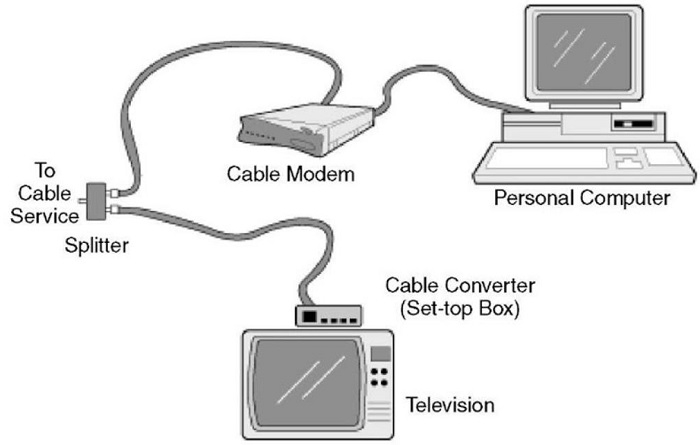 Cable Modem
Personal Computer
To
Cable
Service
Splitter
Cable Converter
(Set-top Box)
Television